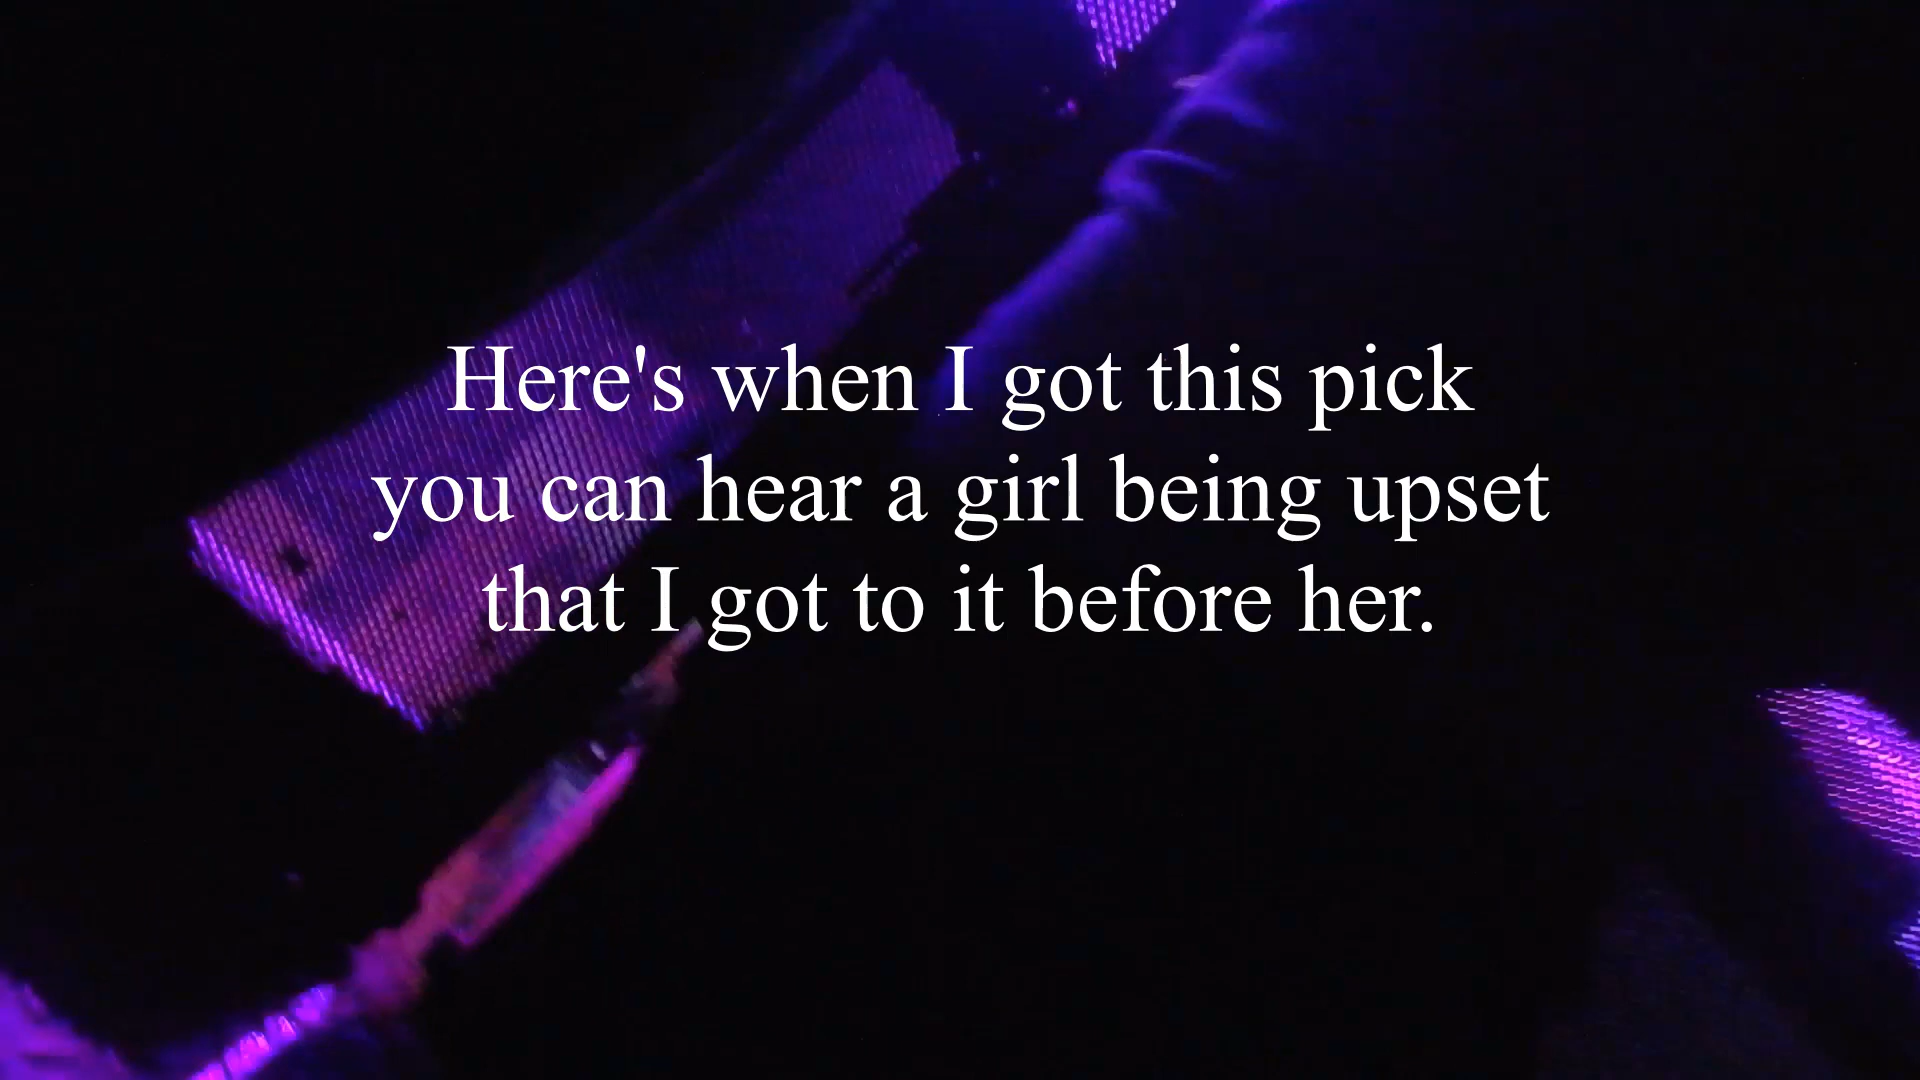 Here's when I got this pick
you can hear a girl being upset
that I got to it before her.